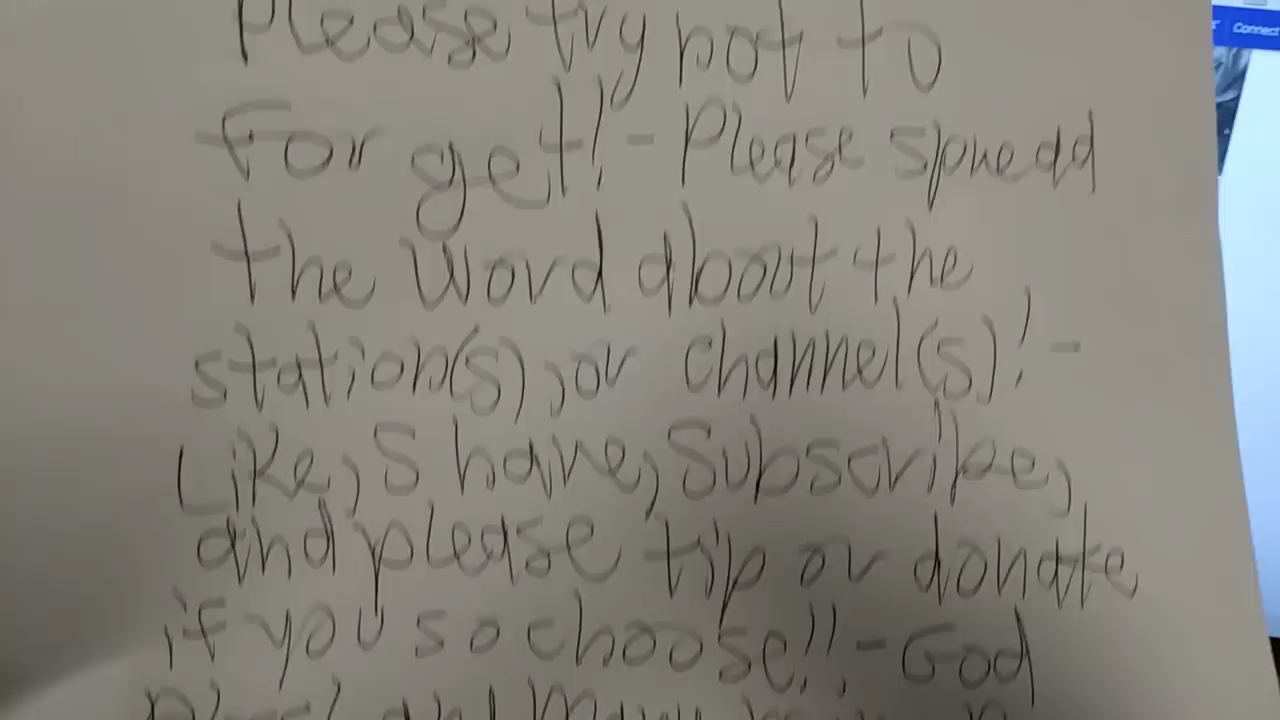 Please try not to
Forget! - Please spread
the Word about the
station(s), or channel(s)! -
Like, Share, Subscribe,
and please tip or donate
if you so choose!! - God
Connect